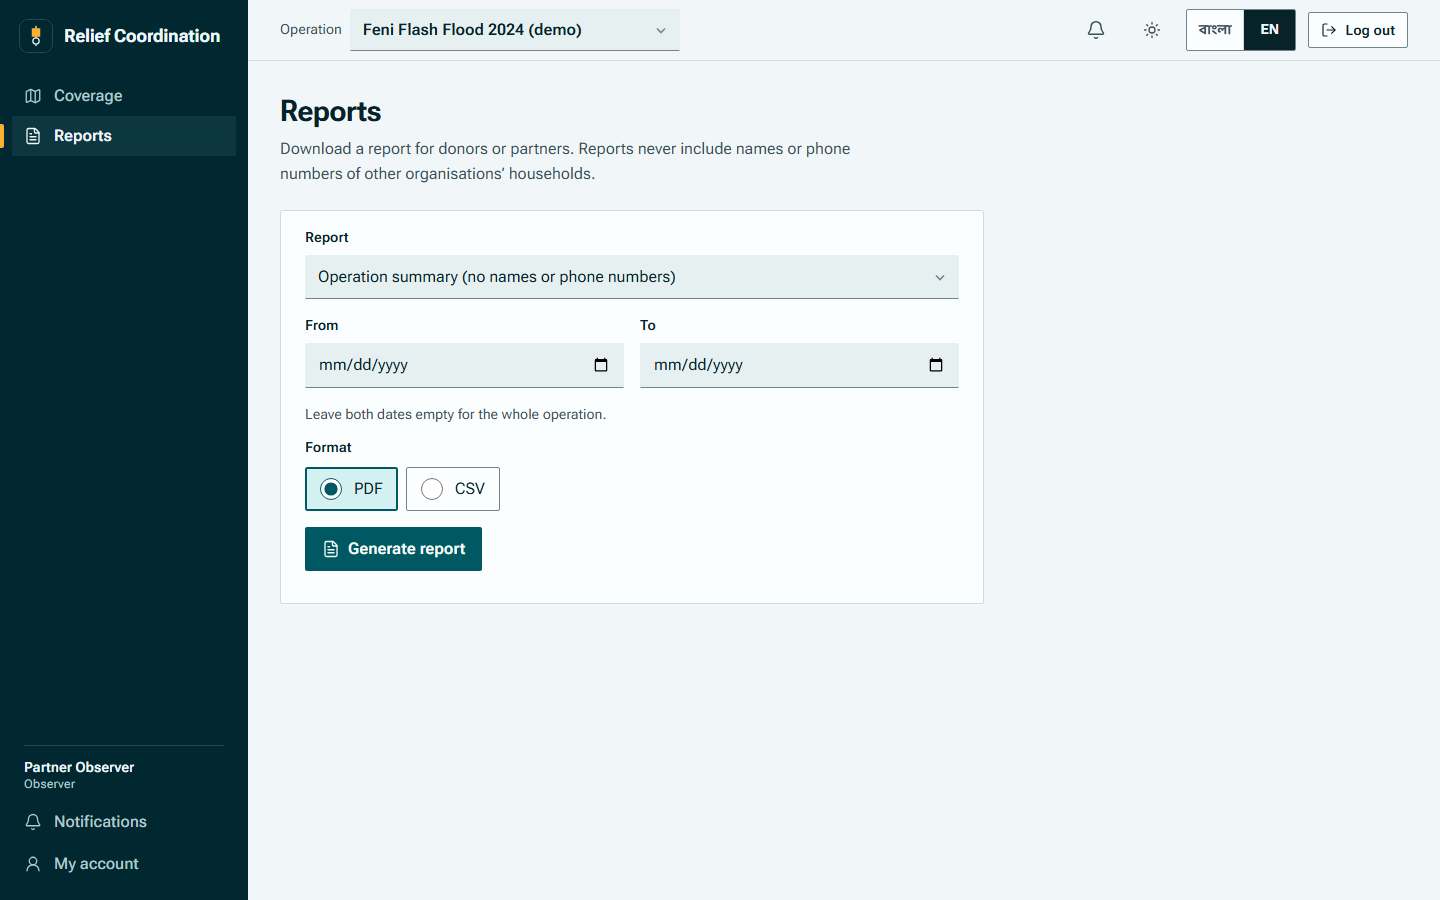 Relief Coordination
Coverage
Reports
Partner Observer
Observer
Notifications
My account
Operation
Feni Flash Flood 2024 (demo)
বাংলা
EN
Log out
Reports
Download a report for donors or partners. Reports never include names or phone
numbers of other organisations’ households.
Report
Operation summary (no names or phone numbers)
From
To
mm/dd/yyyy
mm/dd/yyyy
Leave both dates empty for the whole operation.
Format
PDF
CSV
Generate report